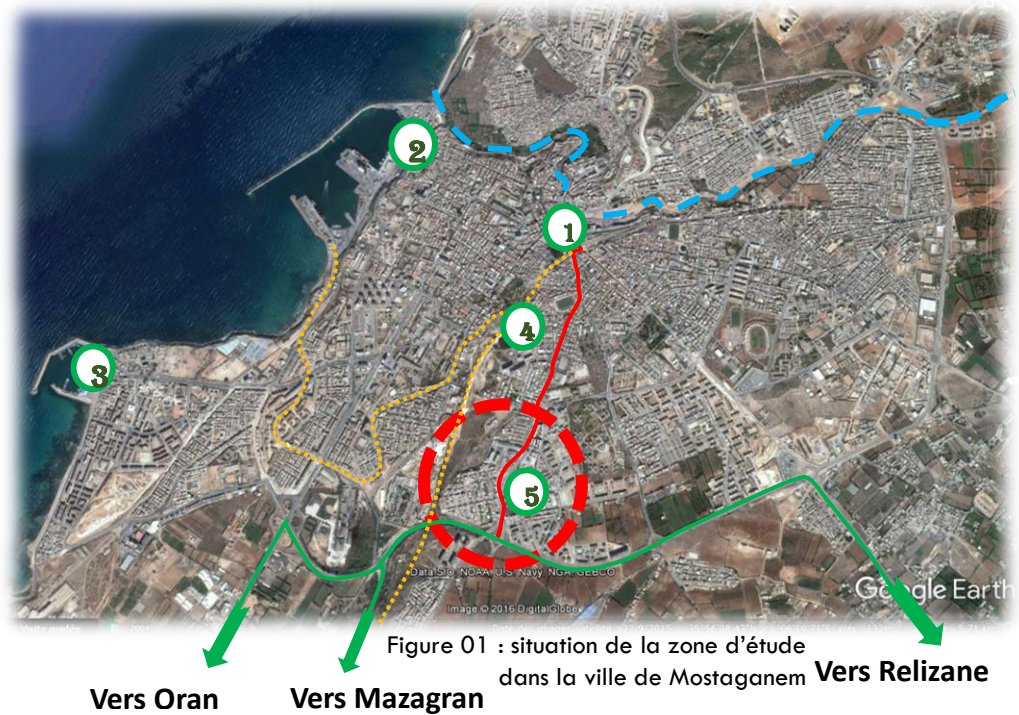 2
1
4
3
5
Data SIO, NOAA, U.S. Navy, NGA, GEBCO
Image © 2016 DigitalGlobe
Google Earth
Figure 01 : situation de la zone d'étude
dans la ville de Mostaganem
Vers Relizane
Vers Oran
Vers Mazagran